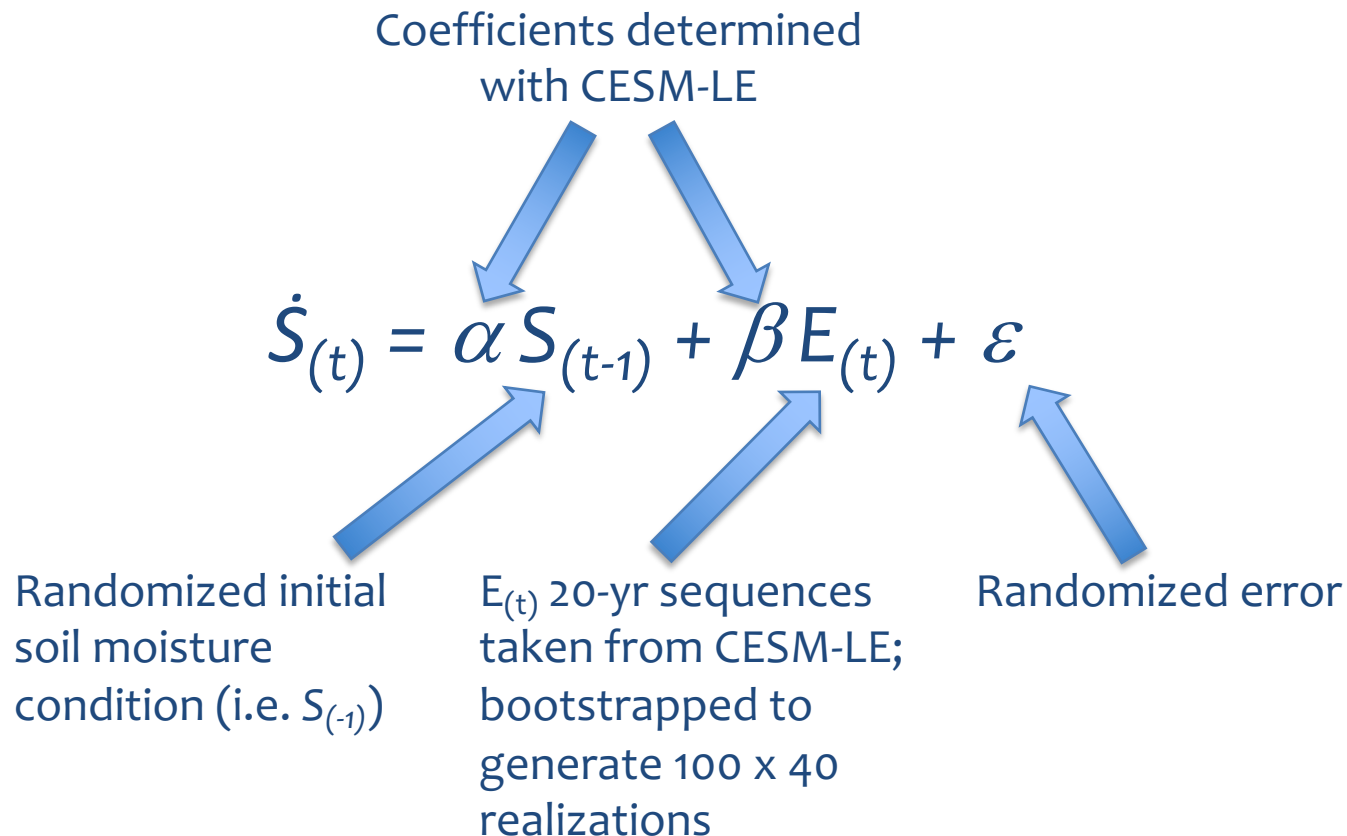 Coefficients determined
with CESM-LE
Ṡ(t) = α S(t-1) + β E(t) + ε
Randomized initial
soil moisture
condition (i.e. S(-1))
E(t) 20-yr sequences
taken from CESM-LE;
bootstrapped to
generate 100 x 40
realizations
Randomized error